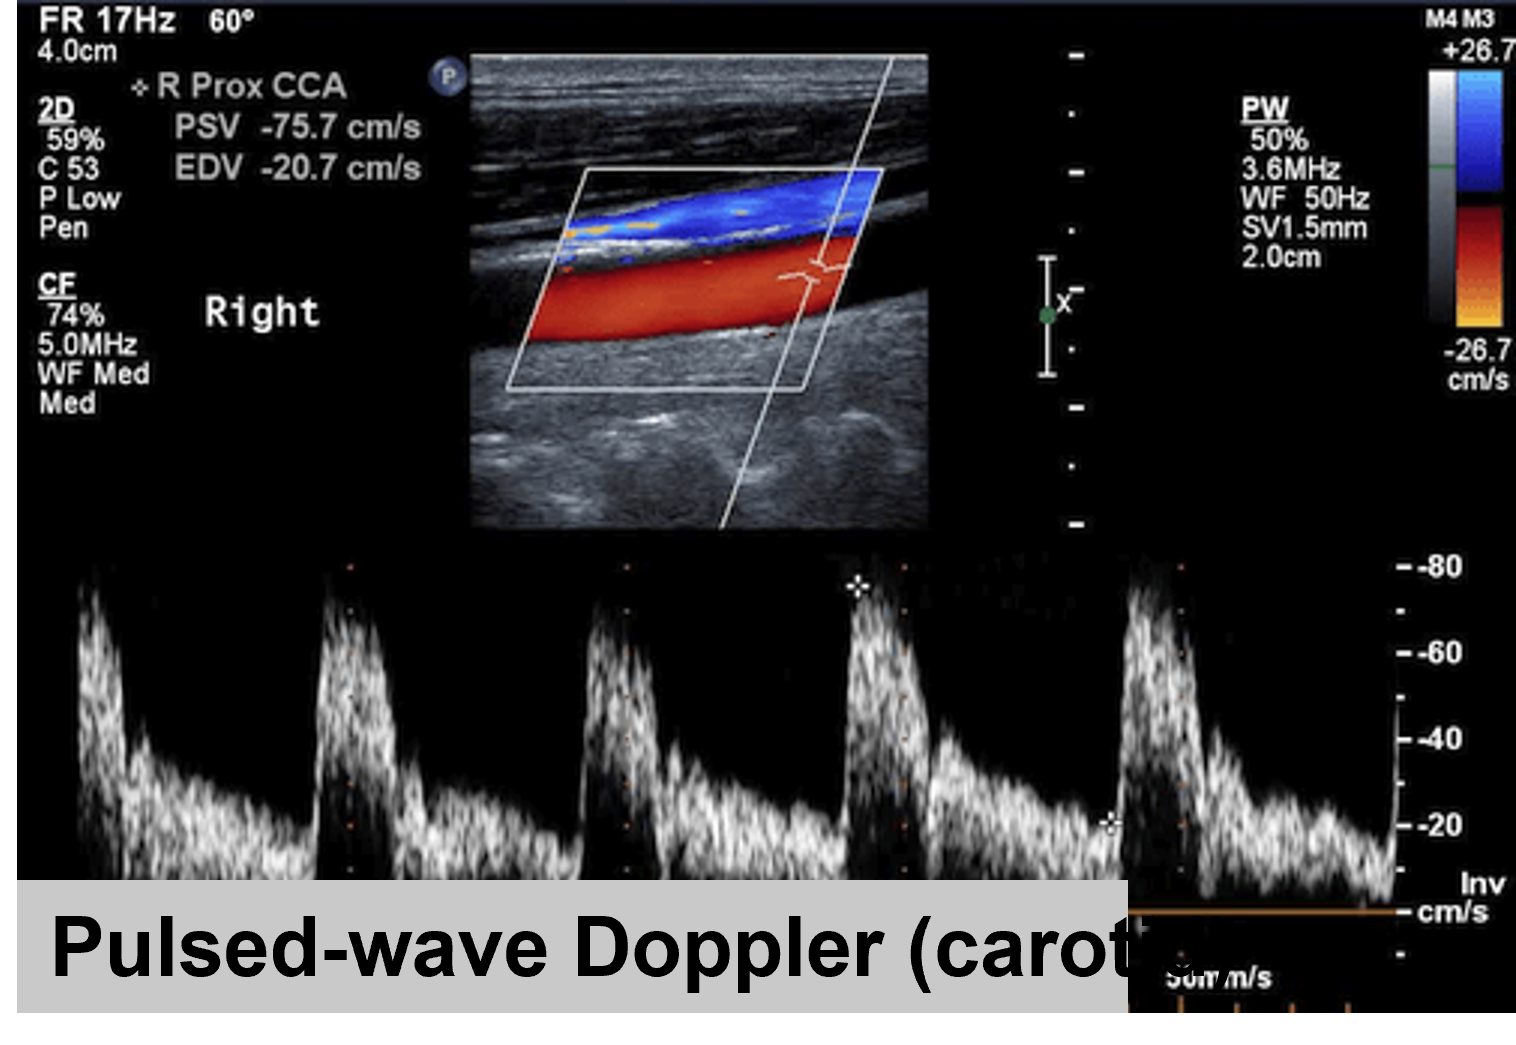 FR 17Hz 60°
4.0cm
R Prox CCA
PSV -75.7 cm/s
EDV -20.7 cm/s
2D
59%
C 53
P Low
Pen
CF
74%
5.0MHz
WF Med
Med
Right
P
x
PW
50%
3.6MHz
WF 50Hz
SV1.5mm
2.0cm
M4 M3
+26.7
-26.7
cm/s
-80
-60
-40
-20
Inv
cm/s
Pulsed-wave Doppler
50mm/s